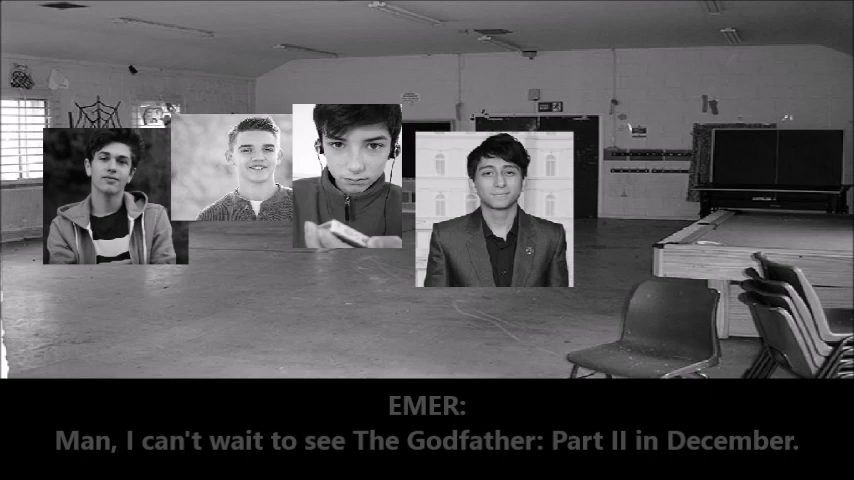 EMER:
Man, I can't wait to see The Godfather: Part II in December.